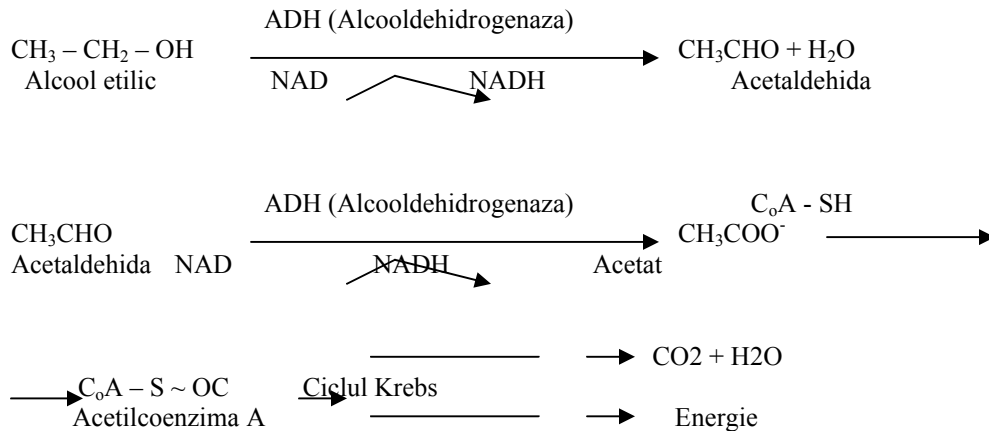 ADH (Alcooldehidrogenaza)
CH₃ – CH₂ – OH CH₃CHO + H₂O
Alcool etilic NAD NADH Acetaldehida
ADH (Alcooldehidrogenaza) CₒA - SH
CH₃CHO CH₃COO⁻
Acetaldehida NAD NADH Acetat
CO2 + H2O
CₒA – S ~ OC Ciclul Krebs
Acetilcoenzima A Energie